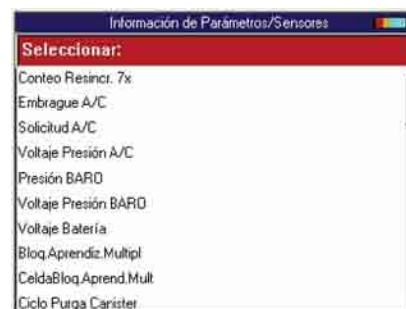 Información de Parámetros/Sensores
Seleccionar:
Conteo Resincr. 7x
Embrague A/C
Solicitud A/C
Voltaje Presión A/C
Presión BARO
Voltaje Presión BARO
Voltaje Batería
Bloq.Aprendiz.Multipl
CeldaBloq.Aprend.Mult
Ciclo Purga Canister